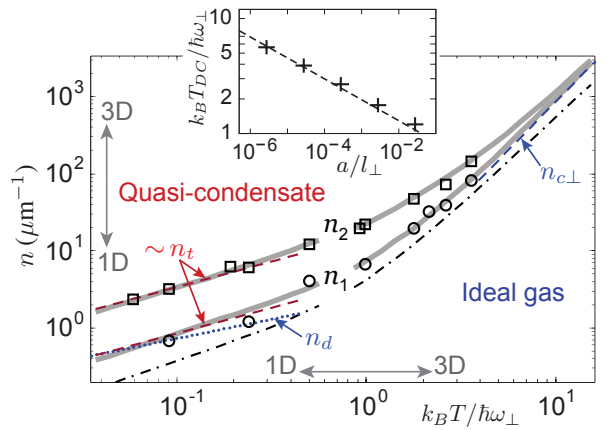 10
5
2
1
k_B T_{DC}/ħω_⊥
10^{-6}
10^{-4}
10^{-2}
a/l_⊥
10^3
10^2
10^1
10^0
n (μm^{-1})
3D
1D
Quasi-condensate
~ n_t
n_2
n_1
n_{c⊥}
Ideal gas
n_d
1D
3D
10^{-1}
10^0
10^1
k_B T/ħω_⊥